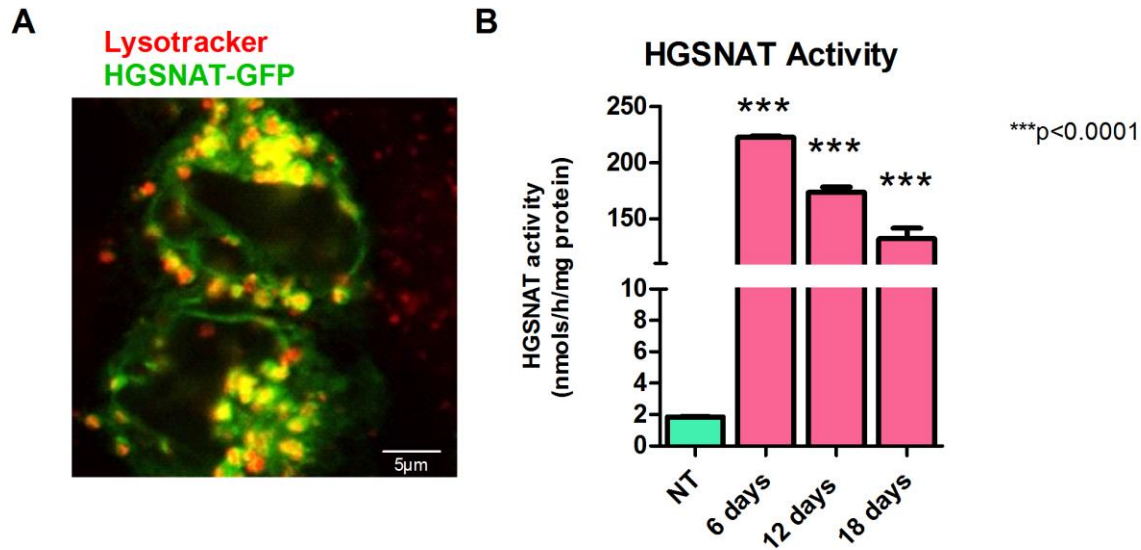 A
Lysotracker
HGSNAT-GFP
5µm
B
HGSNAT Activity
HGSNAT activity
(nmols/h/mg protein)
250
200
150
10
8
6
4
2
0
***
***
***
NT
6 days
12 days
18 days
***p<0.0001